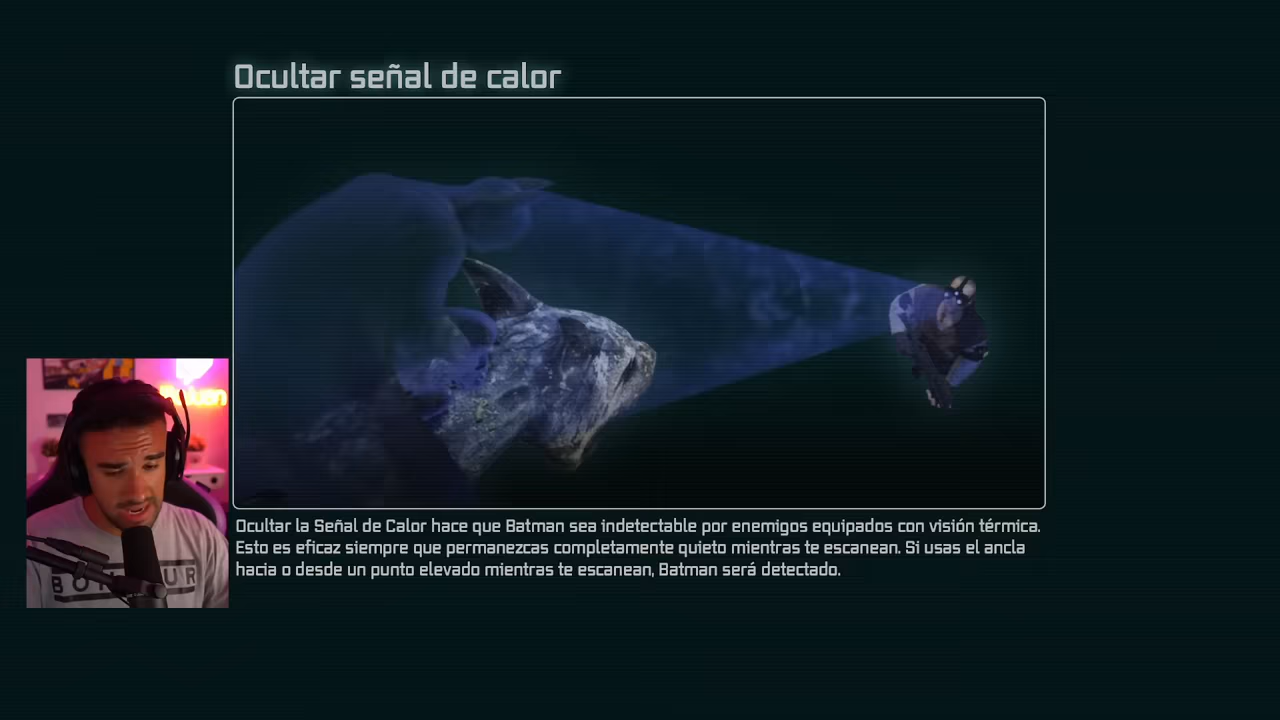 Ocultar señal de calor
Ocultar la Señal de Calor hace que Batman sea indetectable por enemigos equipados con visión térmica.
Esto es eficaz siempre que permanezcas completamente quieto mientras te escanean. Si usas el ancla
hacia o desde un punto elevado mientras te escanean, Batman será detectado.